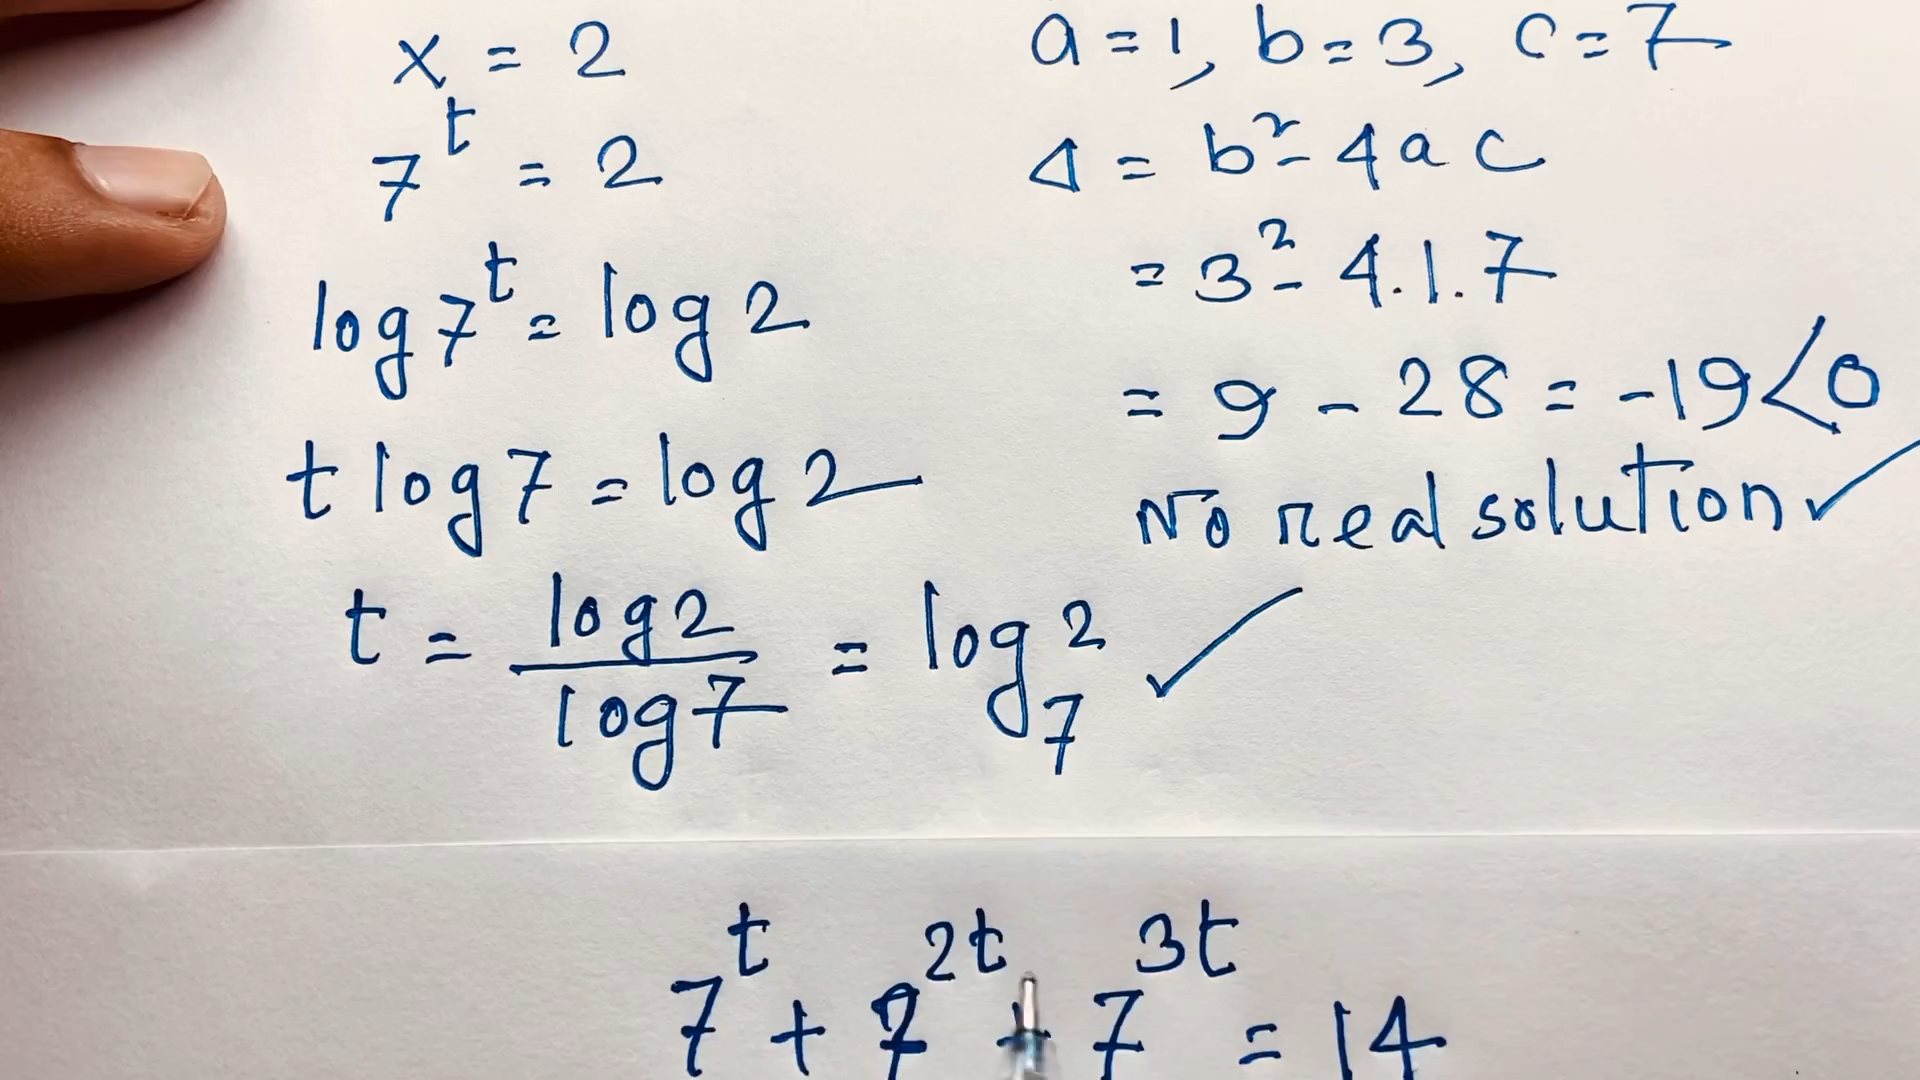 x = 2
7^t = 2
log 7^t = log 2
t log 7 = log 2
t = log 2 / log 7 = log_7 2 ✓
a = 1, b = 3, c = 7
Δ = b² - 4 a c
= 3² - 4.1.7
= 9 - 28 = -19 < 0
No real solution ✓
7^t + 7^2t + 7^3t = 14